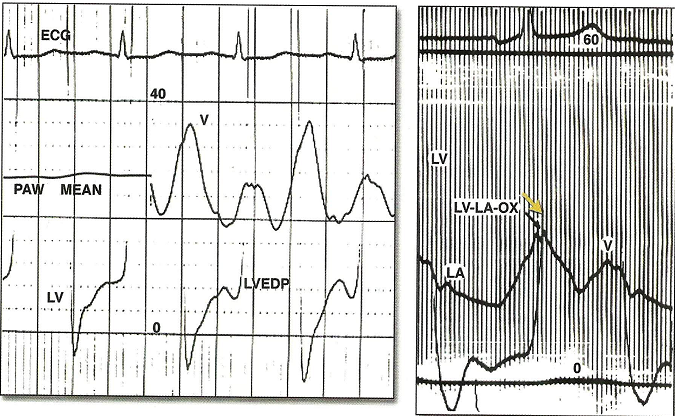 ECG
40
V
PAW MEAN
LV
LVEDP
0
60
LV
LV-LA-OX
LA
V
0